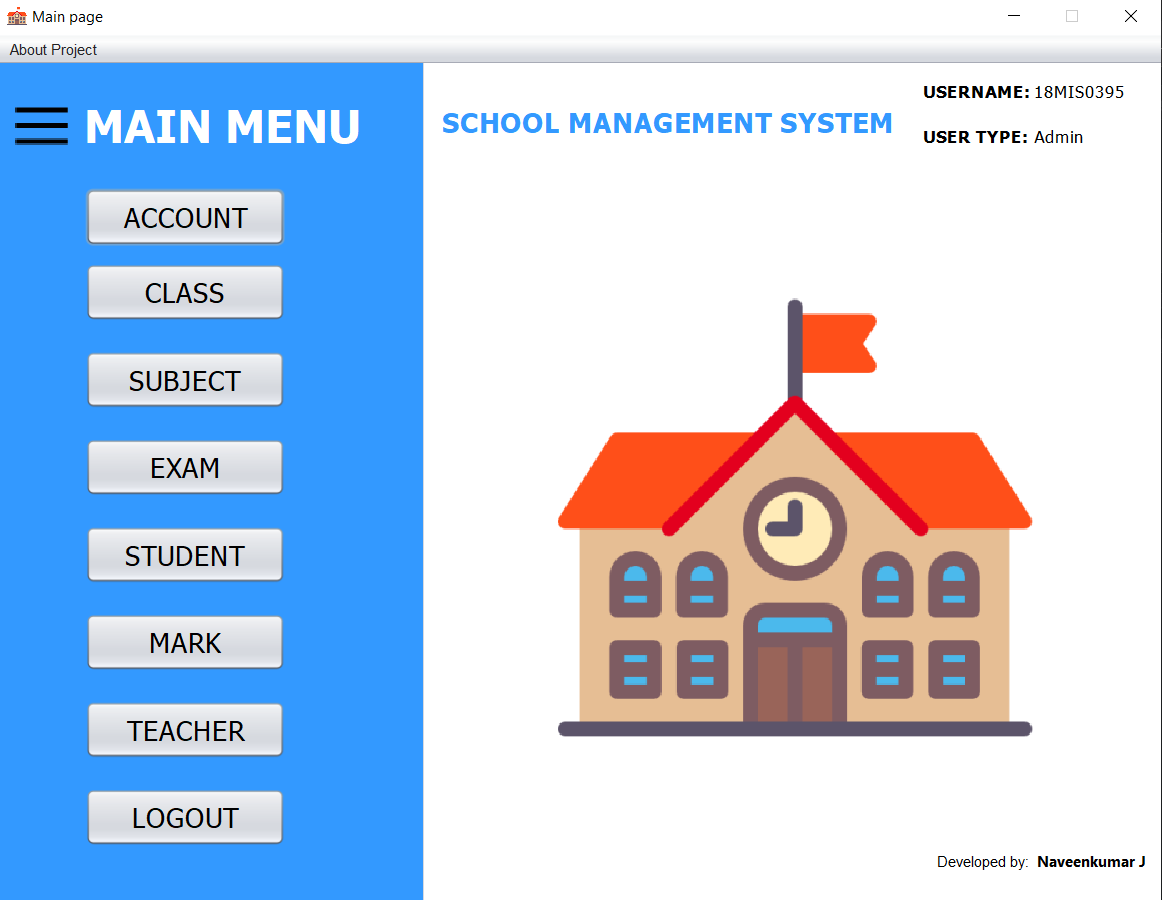 Main page
About Project
MAIN MENU
ACCOUNT
CLASS
SUBJECT
EXAM
STUDENT
MARK
TEACHER
LOGOUT
SCHOOL MANAGEMENT SYSTEM
USERNAME: 18MIS0395
USER TYPE: Admin
Developed by: Naveenkumar J